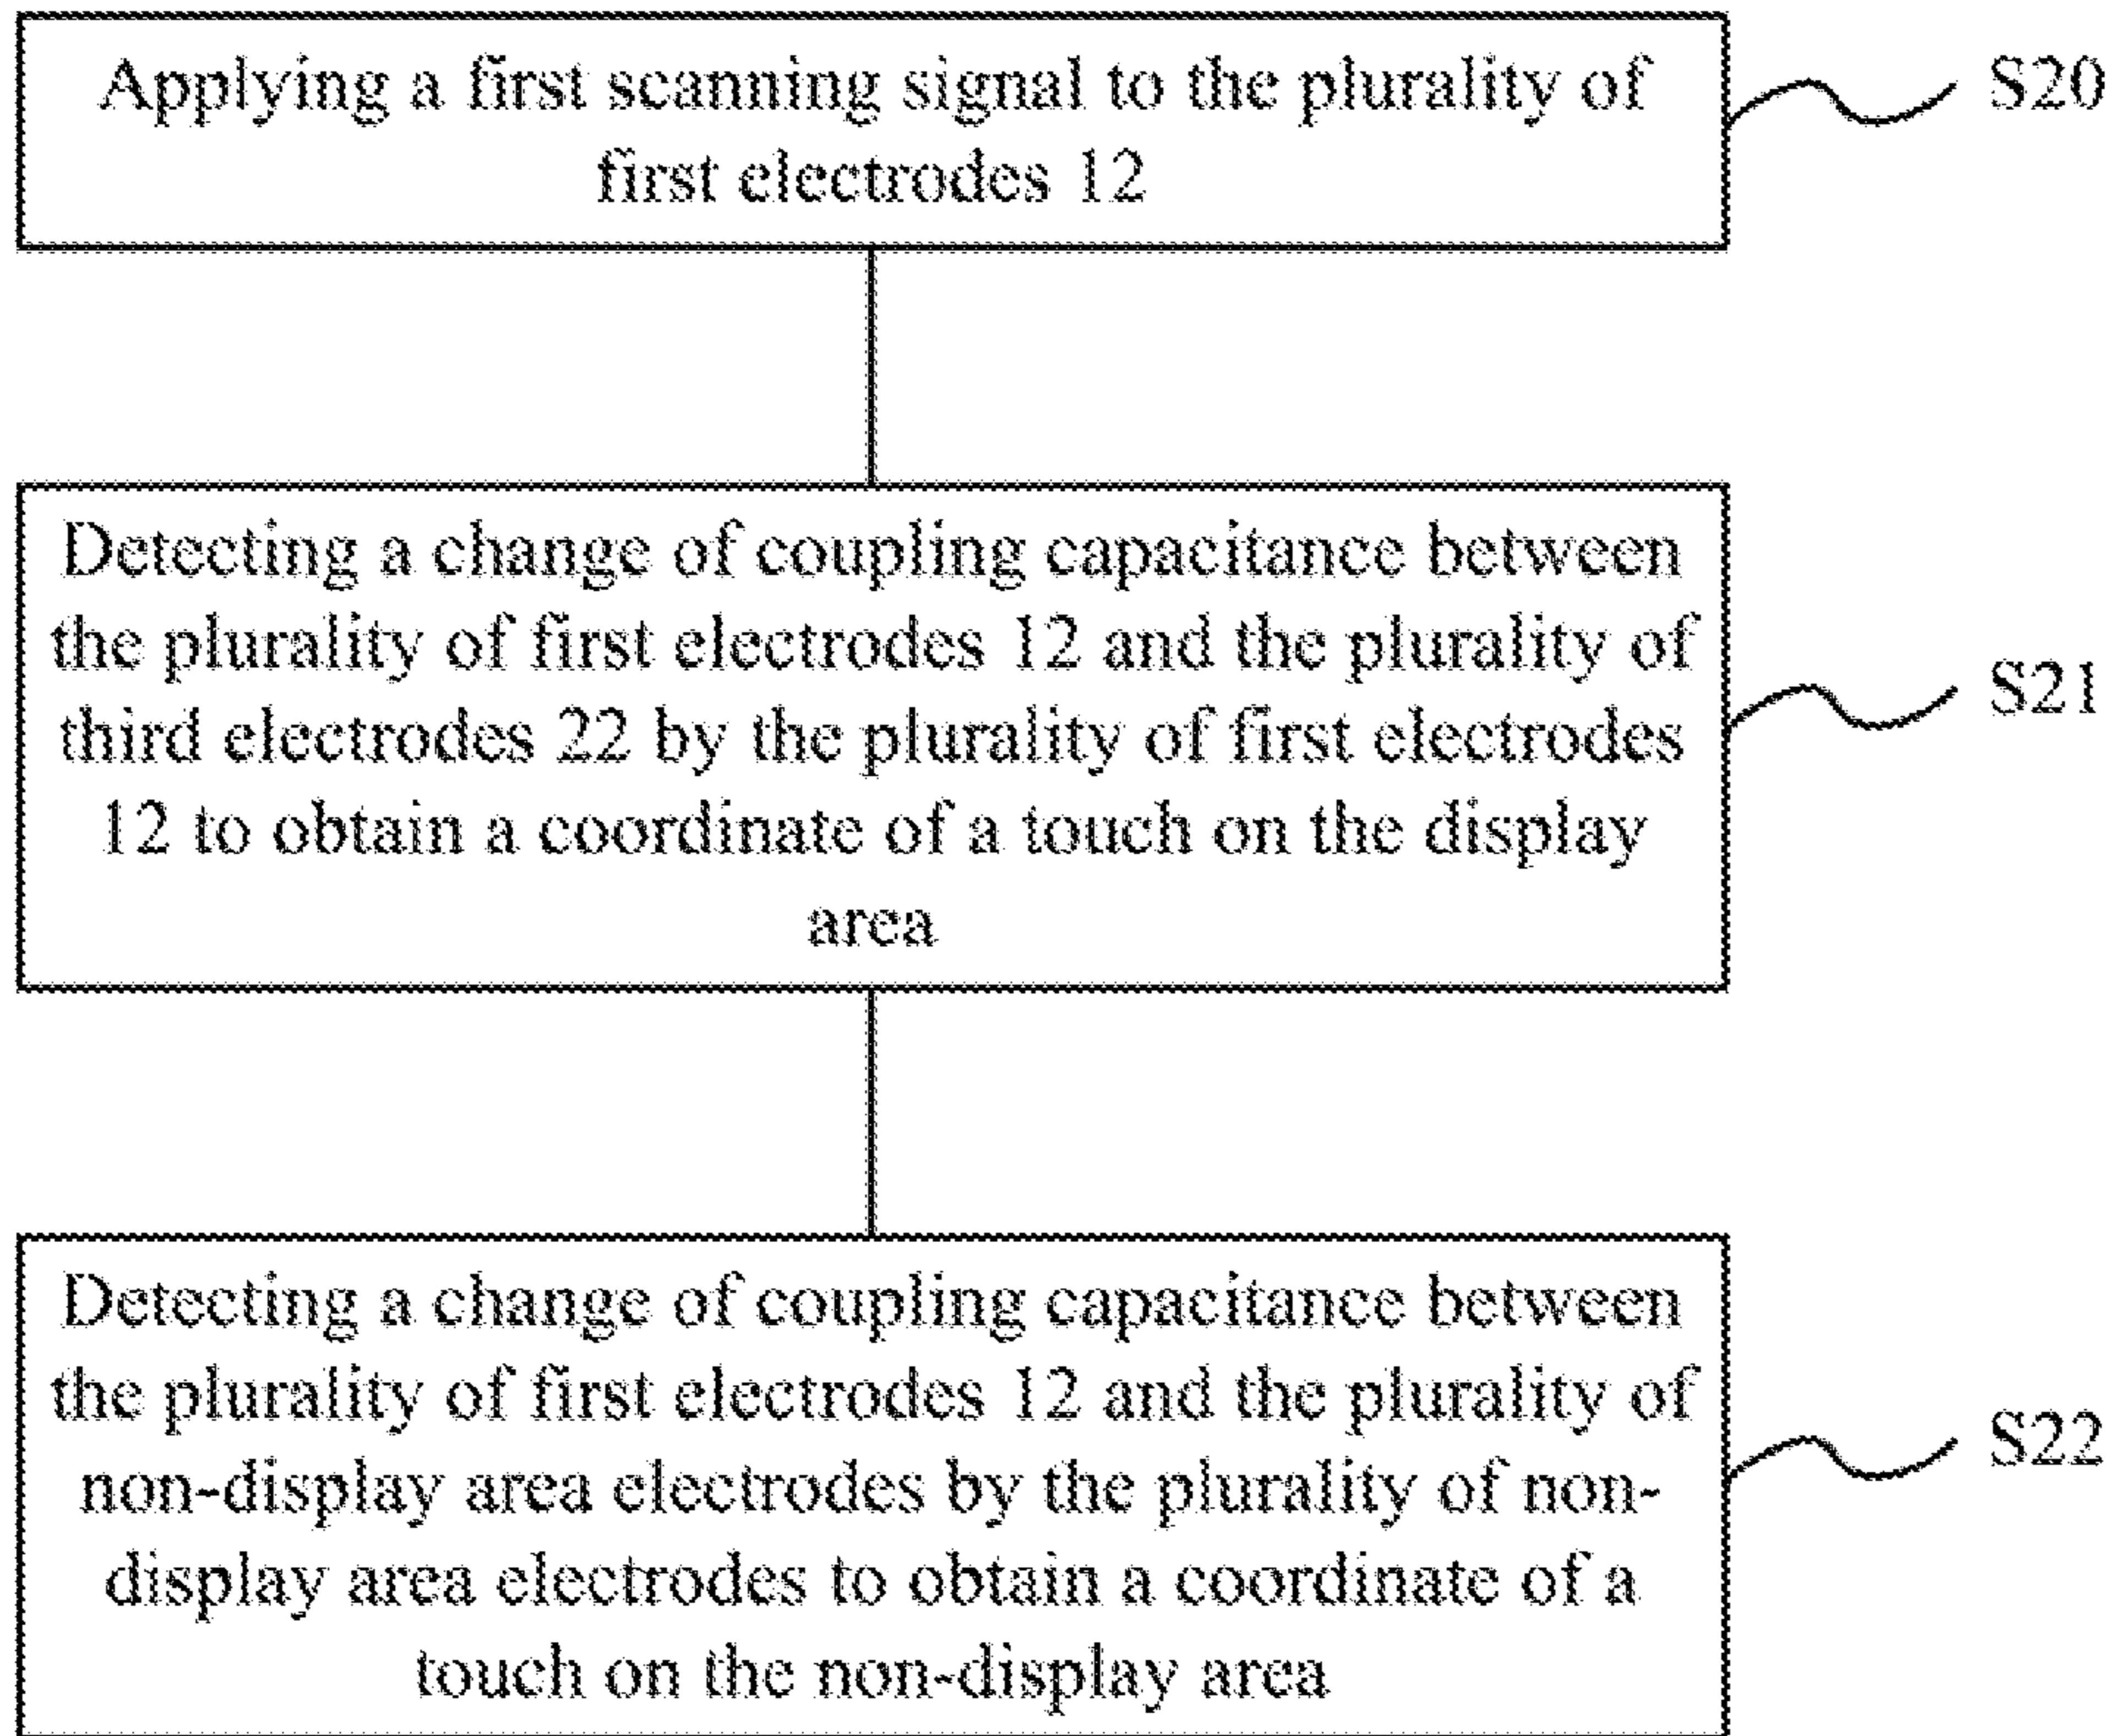 Applying a first scanning signal to the plurality of
first electrodes 12
S20
Detecting a change of coupling capacitance between
the plurality of first electrodes 12 and the plurality of
third electrodes 22 by the plurality of first electrodes
12 to obtain a coordinate of a touch on the display
area
S21
Detecting a change of coupling capacitance between
the plurality of first electrodes 12 and the plurality of
non-display area electrodes by the plurality of non-
display area electrodes to obtain a coordinate of a
touch on the non-display area
S22